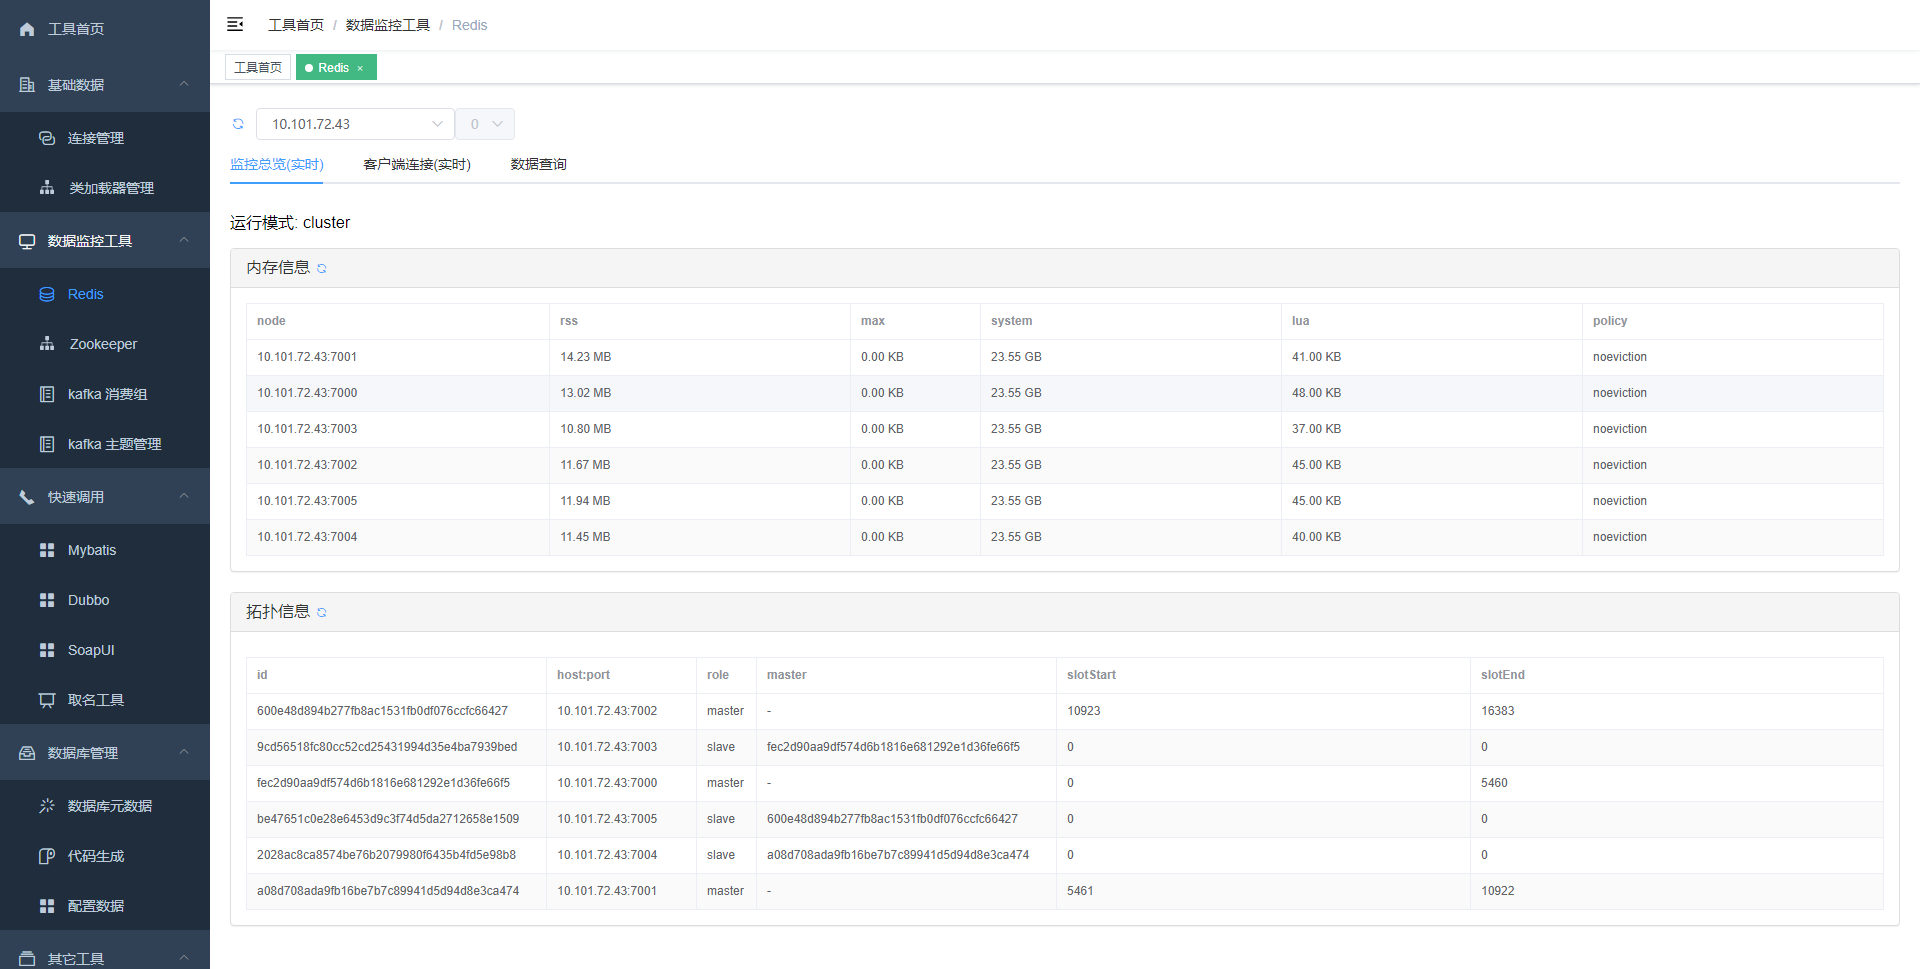 工具首页
基础数据
连接管理
类加载器管理
数据监控工具
Redis
Zookeeper
kafka 消费组
kafka 主题管理
快速调用
Mybatis
Dubbo
SoapUI
取名工具
数据库管理
数据库元数据
代码生成
配置数据
其它工具
工具首页 / 数据监控工具 / Redis
工具首页 Redis ×
10.101.72.43 0
监控总览(实时) 客户端连接(实时) 数据查询
运行模式: cluster
内存信息
node rss max system lua policy
10.101.72.43:7001 14.23 MB 0.00 KB 23.55 GB 41.00 KB noeviction
10.101.72.43:7000 13.02 MB 0.00 KB 23.55 GB 48.00 KB noeviction
10.101.72.43:7003 10.80 MB 0.00 KB 23.55 GB 37.00 KB noeviction
10.101.72.43:7002 11.67 MB 0.00 KB 23.55 GB 45.00 KB noeviction
10.101.72.43:7005 11.94 MB 0.00 KB 23.55 GB 45.00 KB noeviction
10.101.72.43:7004 11.45 MB 0.00 KB 23.55 GB 40.00 KB noeviction
拓扑信息
id host:port role master slotStart slotEnd
600e48d894b277fb8ac1531fb0df076ccfc66427 10.101.72.43:7002 master - 10923 16383
9cd56518fc80cc52cd25431994d35e4ba7939bed 10.101.72.43:7003 slave fec2d90aa9df574d6b1816e681292e1d36fe66f5 0 0
fec2d90aa9df574d6b1816e681292e1d36fe66f5 10.101.72.43:7000 master - 0 5460
be47651c0e28e6453d9c3f74d5da2712658e1509 10.101.72.43:7005 slave 600e48d894b277fb8ac1531fb0df076ccfc66427 0 0
2028ac8ca8574be76b2079980f6435b4fd5e98b8 10.101.72.43:7004 slave a08d708ada9fb16be7b7c89941d5d94d8e3ca474 0 0
a08d708ada9fb16be7b7c89941d5d94d8e3ca474 10.101.72.43:7001 master - 5461 10922